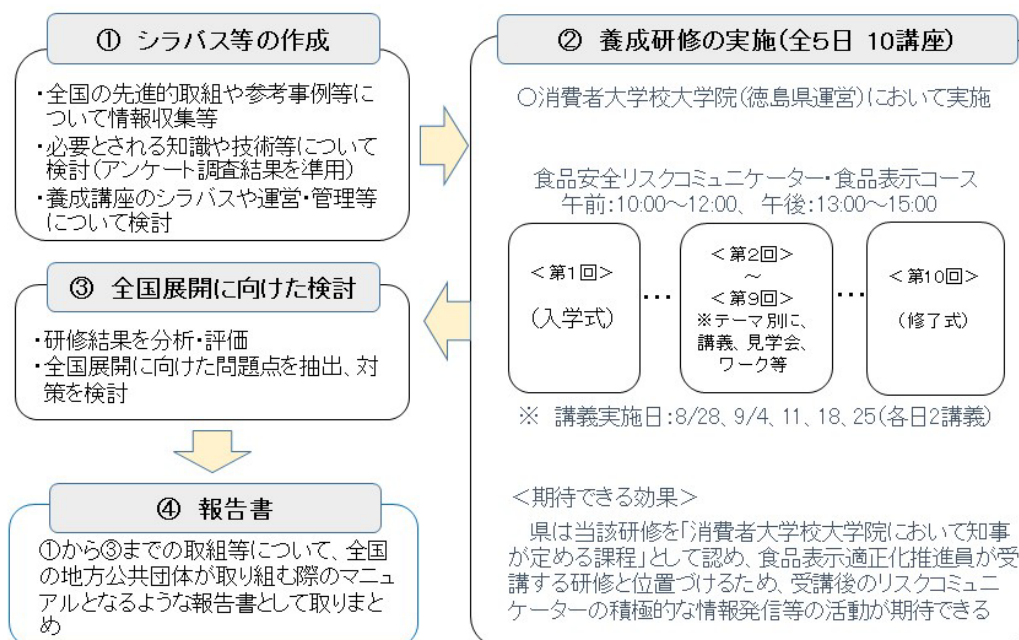 ① シラバス等の作成
・全国の先進的取組や参考事例等に
ついて情報収集等
・必要とされる知識や技術等について
検討(アンケート調査結果を準用)
・養成講座のシラバスや運営・管理等
について検討
② 養成研修の実施(全5日 10講座)
○消費者大学校大学院(徳島県運営)において実施
食品安全リスクコミュニケーター・食品表示コース
午前:10:00～12:00、 午後:13:00～15:00
＜第1回＞
(入学式)
…
＜第2回＞
～
＜第9回＞
※テーマ別に、
講義、見学会、
ワーク等
…
＜第10回＞
(修了式)
※ 講義実施日:8/28、9/4、11、18、25(各日2講義)
＜期待できる効果＞
県は当該研修を「消費者大学校大学院において知事
が定める課程」として認め、食品表示適正化推進員が受
講する研修と位置づけるため、受講後のリスクコミュニ
ケーターの積極的な情報発信等の活動が期待できる
③ 全国展開に向けた検討
・研修結果を分析・評価
・全国展開に向けた問題点を抽出、対
策を検討
④ 報告書
①から③までの取組等について、全国
の地方公共団体が取り組む際のマニュ
アルとなるような報告書として取りまと
め